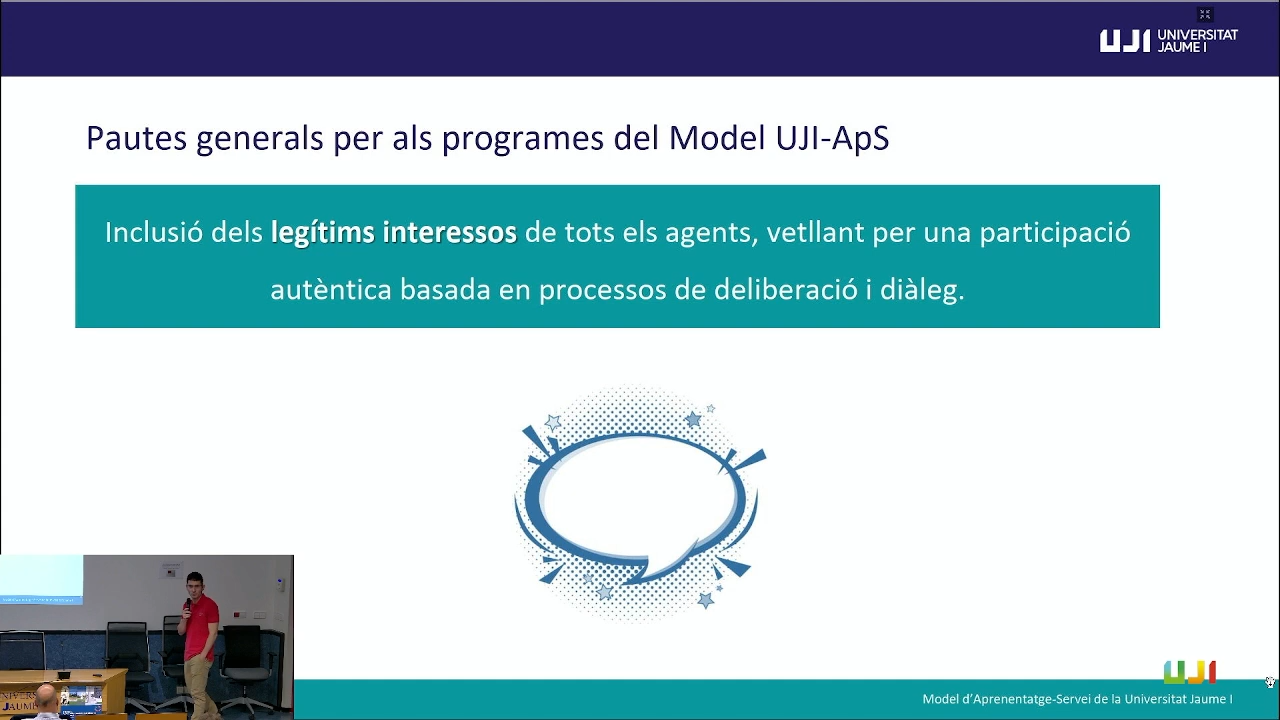 UJI UNIVERSITAT
JAUME I
Pautes generals per als programes del Model UJI-ApS
Inclusió dels legítims interessos de tots els agents, vetllant per una participació
autèntica basada en processos de deliberació i diàleg.
UJI
Model d’Aprenentatge-Servei de la Universitat Jaume I